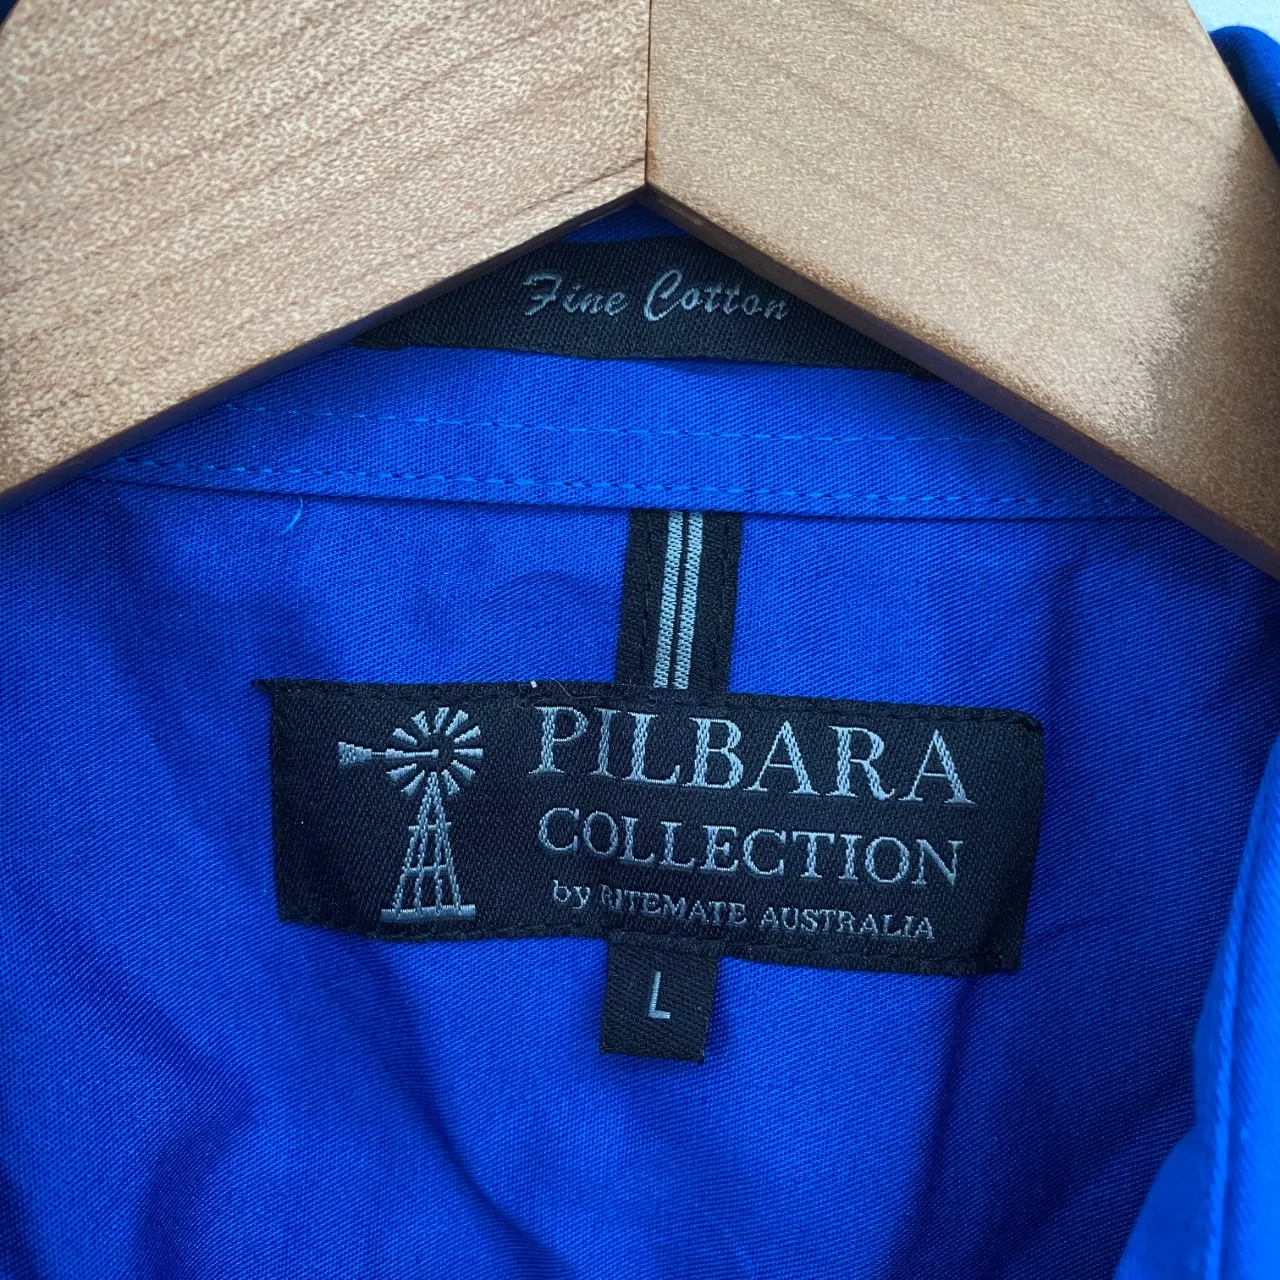 Fine Cotton
PILBARA
COLLECTION
by RITEMATE AUSTRALIA
L